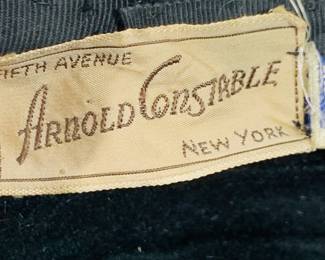 FIFTH AVENUE
ARNOLD CONSTABLE
NEW YORK